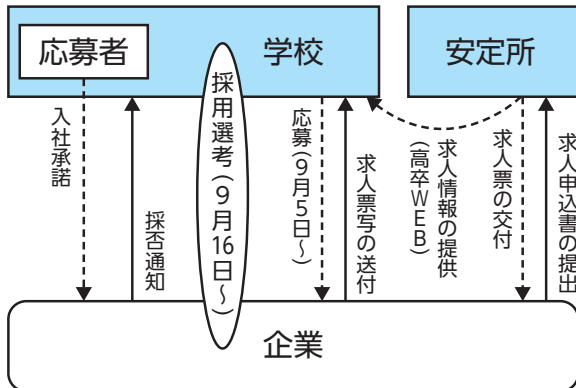 応募者
学校
安定所
入社承諾
採否通知
採用選考(9月16日〜)
応募(9月5日〜)
求人票写の送付
求人情報の提供
(高卒WEB)
求人票の交付
求人申込書の提出
企業